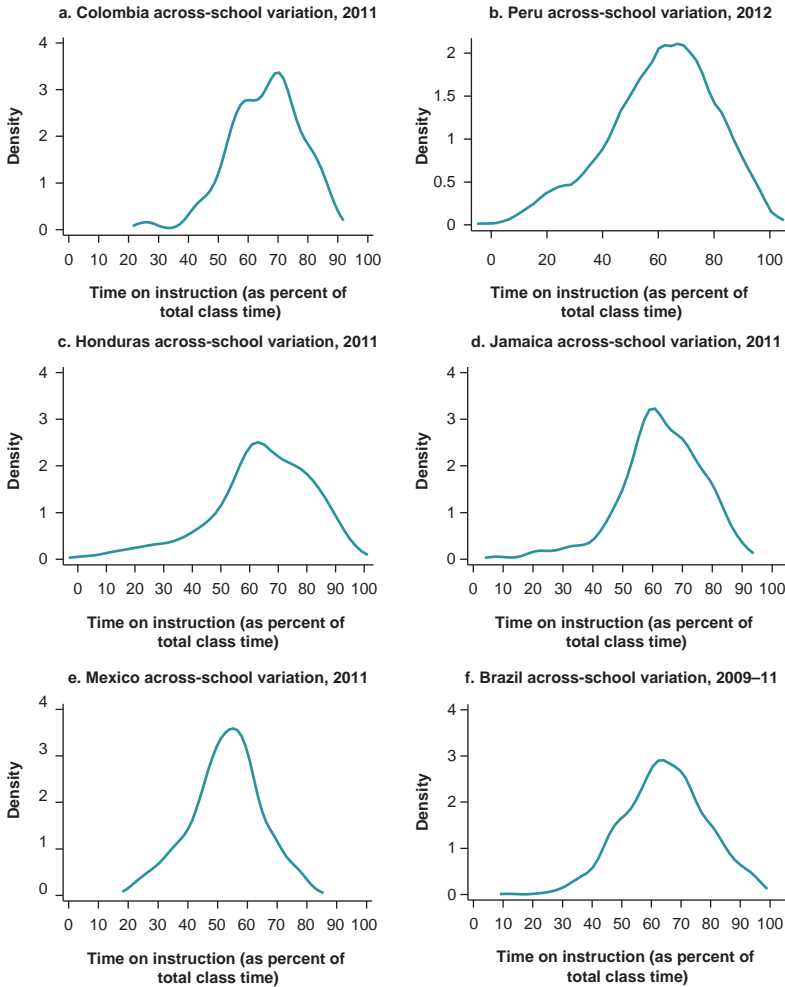 a. Colombia across-school variation, 2011
4
3
2
1
0
Density
0 10 20 30 40 50 60 70 80 90 100
Time on instruction (as percent of
total class time)
b. Peru across-school variation, 2012
2
1.5
1
0.5
0
Density
0 20 40 60 80 100
Time on instruction (as percent of
total class time)
c. Honduras across-school variation, 2011
4
3
2
1
0
Density
0 10 20 30 40 50 60 70 80 90 100
Time on instruction (as percent of
total class time)
d. Jamaica across-school variation, 2011
4
3
2
1
0
Density
0 10 20 30 40 50 60 70 80 90 100
Time on instruction (as percent of
total class time)
e. Mexico across-school variation, 2011
4
3
2
1
0
Density
0 10 20 30 40 50 60 70 80 90 100
Time on instruction (as percent of
total class time)
f. Brazil across-school variation, 2009–11
4
3
2
1
0
Density
0 10 20 30 40 50 60 70 80 90 100
Time on instruction (as percent of
total class time)